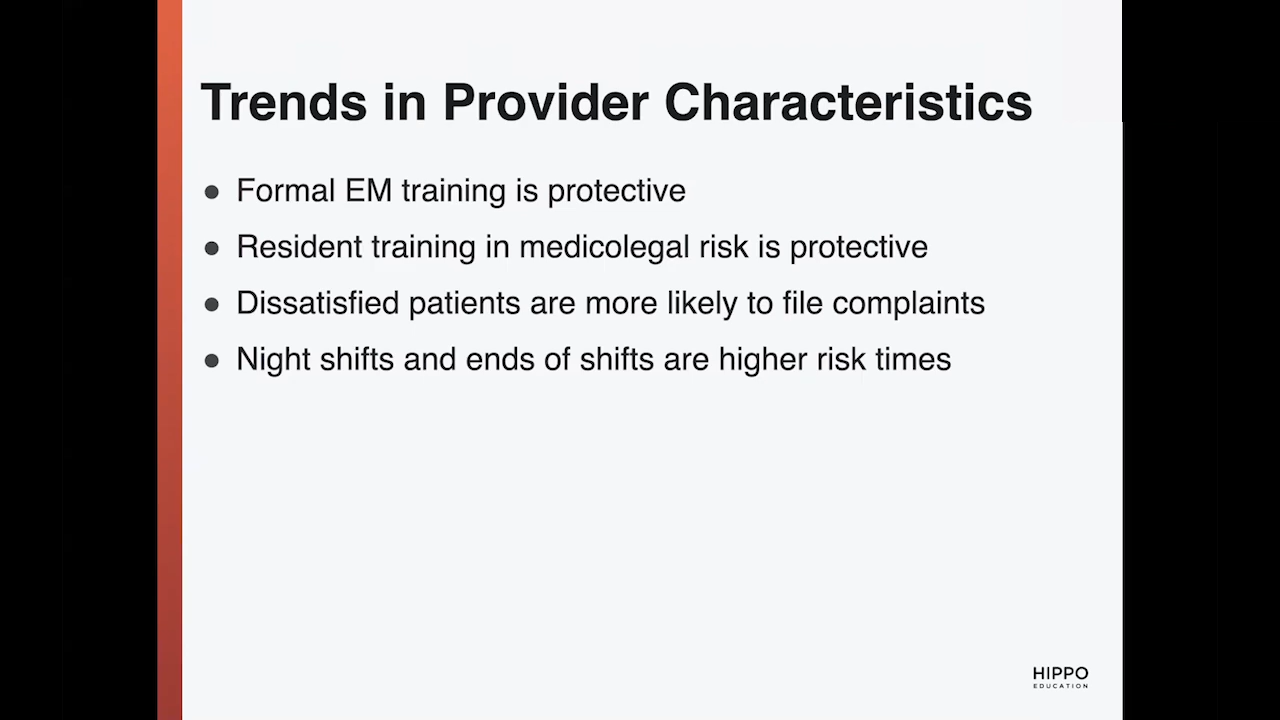 Trends in Provider Characteristics
● Formal EM training is protective
● Resident training in medicolegal risk is protective
● Dissatisfied patients are more likely to file complaints
● Night shifts and ends of shifts are higher risk times
HIPPO
EDUCATION